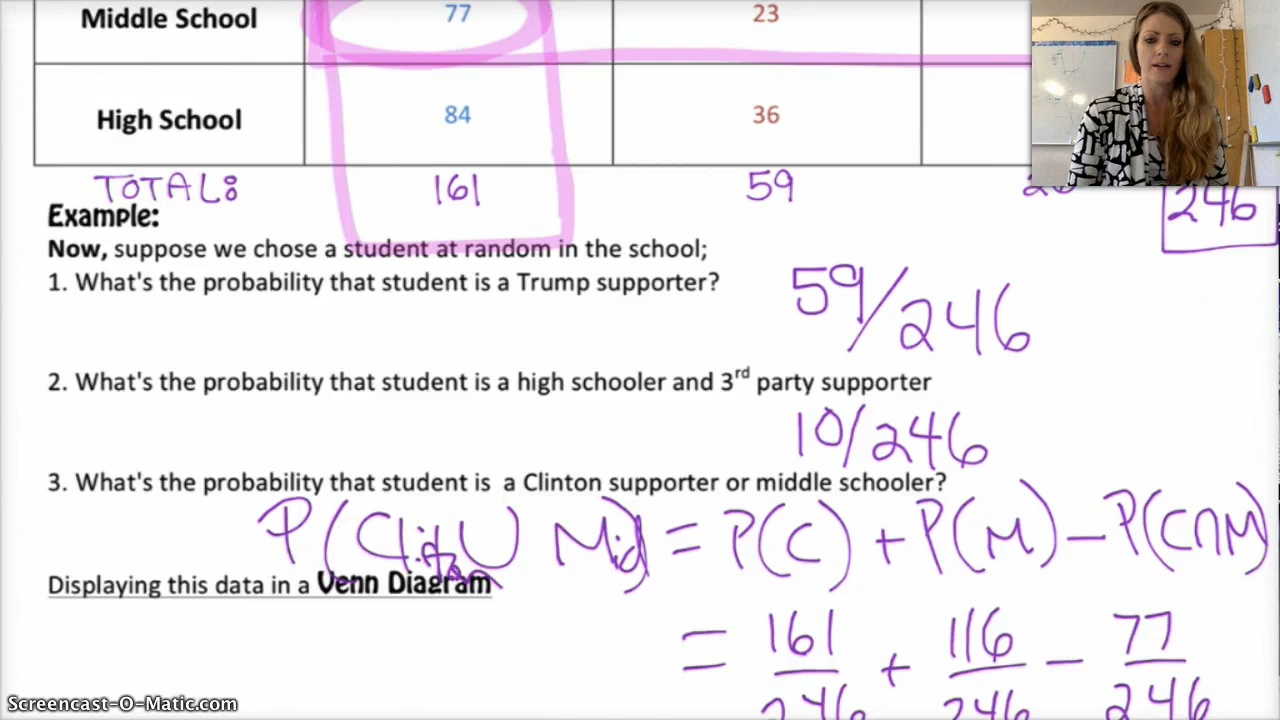 Middle School 77 23
High School 84 36
TOTAL: 161 59
246
Example:
Now, suppose we chose a student at random in the school;
1. What's the probability that student is a Trump supporter?
59/246
2. What's the probability that student is a high schooler and 3rd party supporter
10/246
3. What's the probability that student is a Clinton supporter or middle schooler?
P(Clinton ∪ Mid) = P(C) + P(M) - P(C∩M)
Displaying this data in a Venn Diagram
= 161/246 + 116/246 - 77/246
Screencast-O-Matic.com